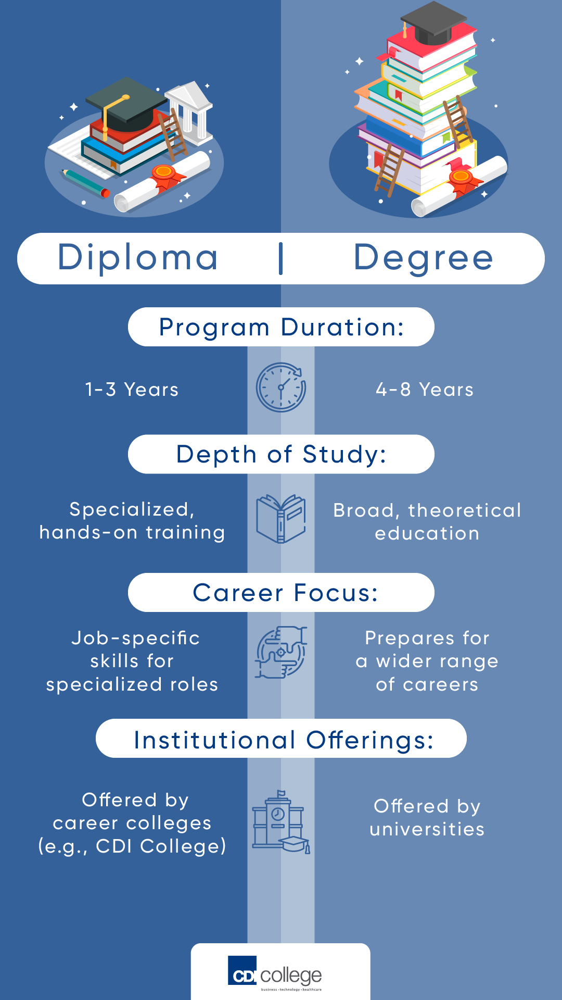 Diploma | Degree
Program Duration:
1-3 Years
4-8 Years
Depth of Study:
Specialized,
hands-on training
Broad, theoretical
education
Career Focus:
Job-specific
skills for
specialized roles
Prepares for
a wider range
of careers
Institutional Offerings:
Offered by
career colleges
(e.g., CDI College)
Offered by
universities
CDI college
business · technology · healthcare